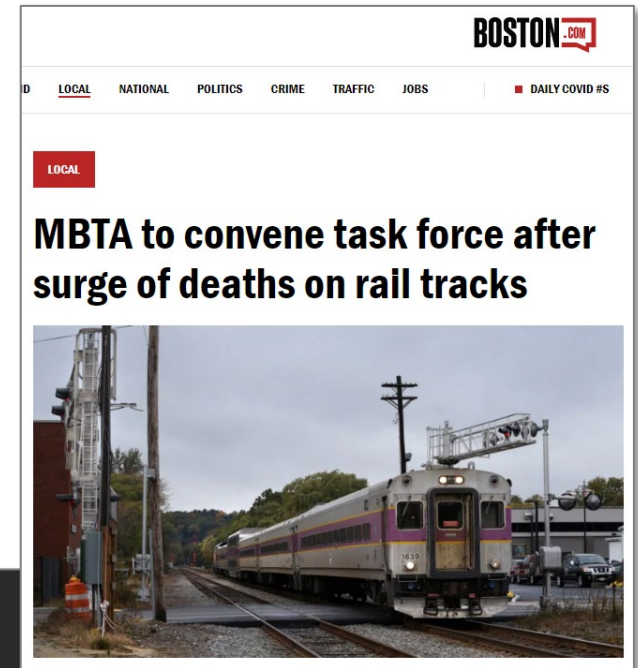 BOSTON.COM
D LOCAL NATIONAL POLITICS CRIME TRAFFIC JOBS DAILY COVID #S
LOCAL
MBTA to convene task force after
surge of deaths on rail tracks
1639